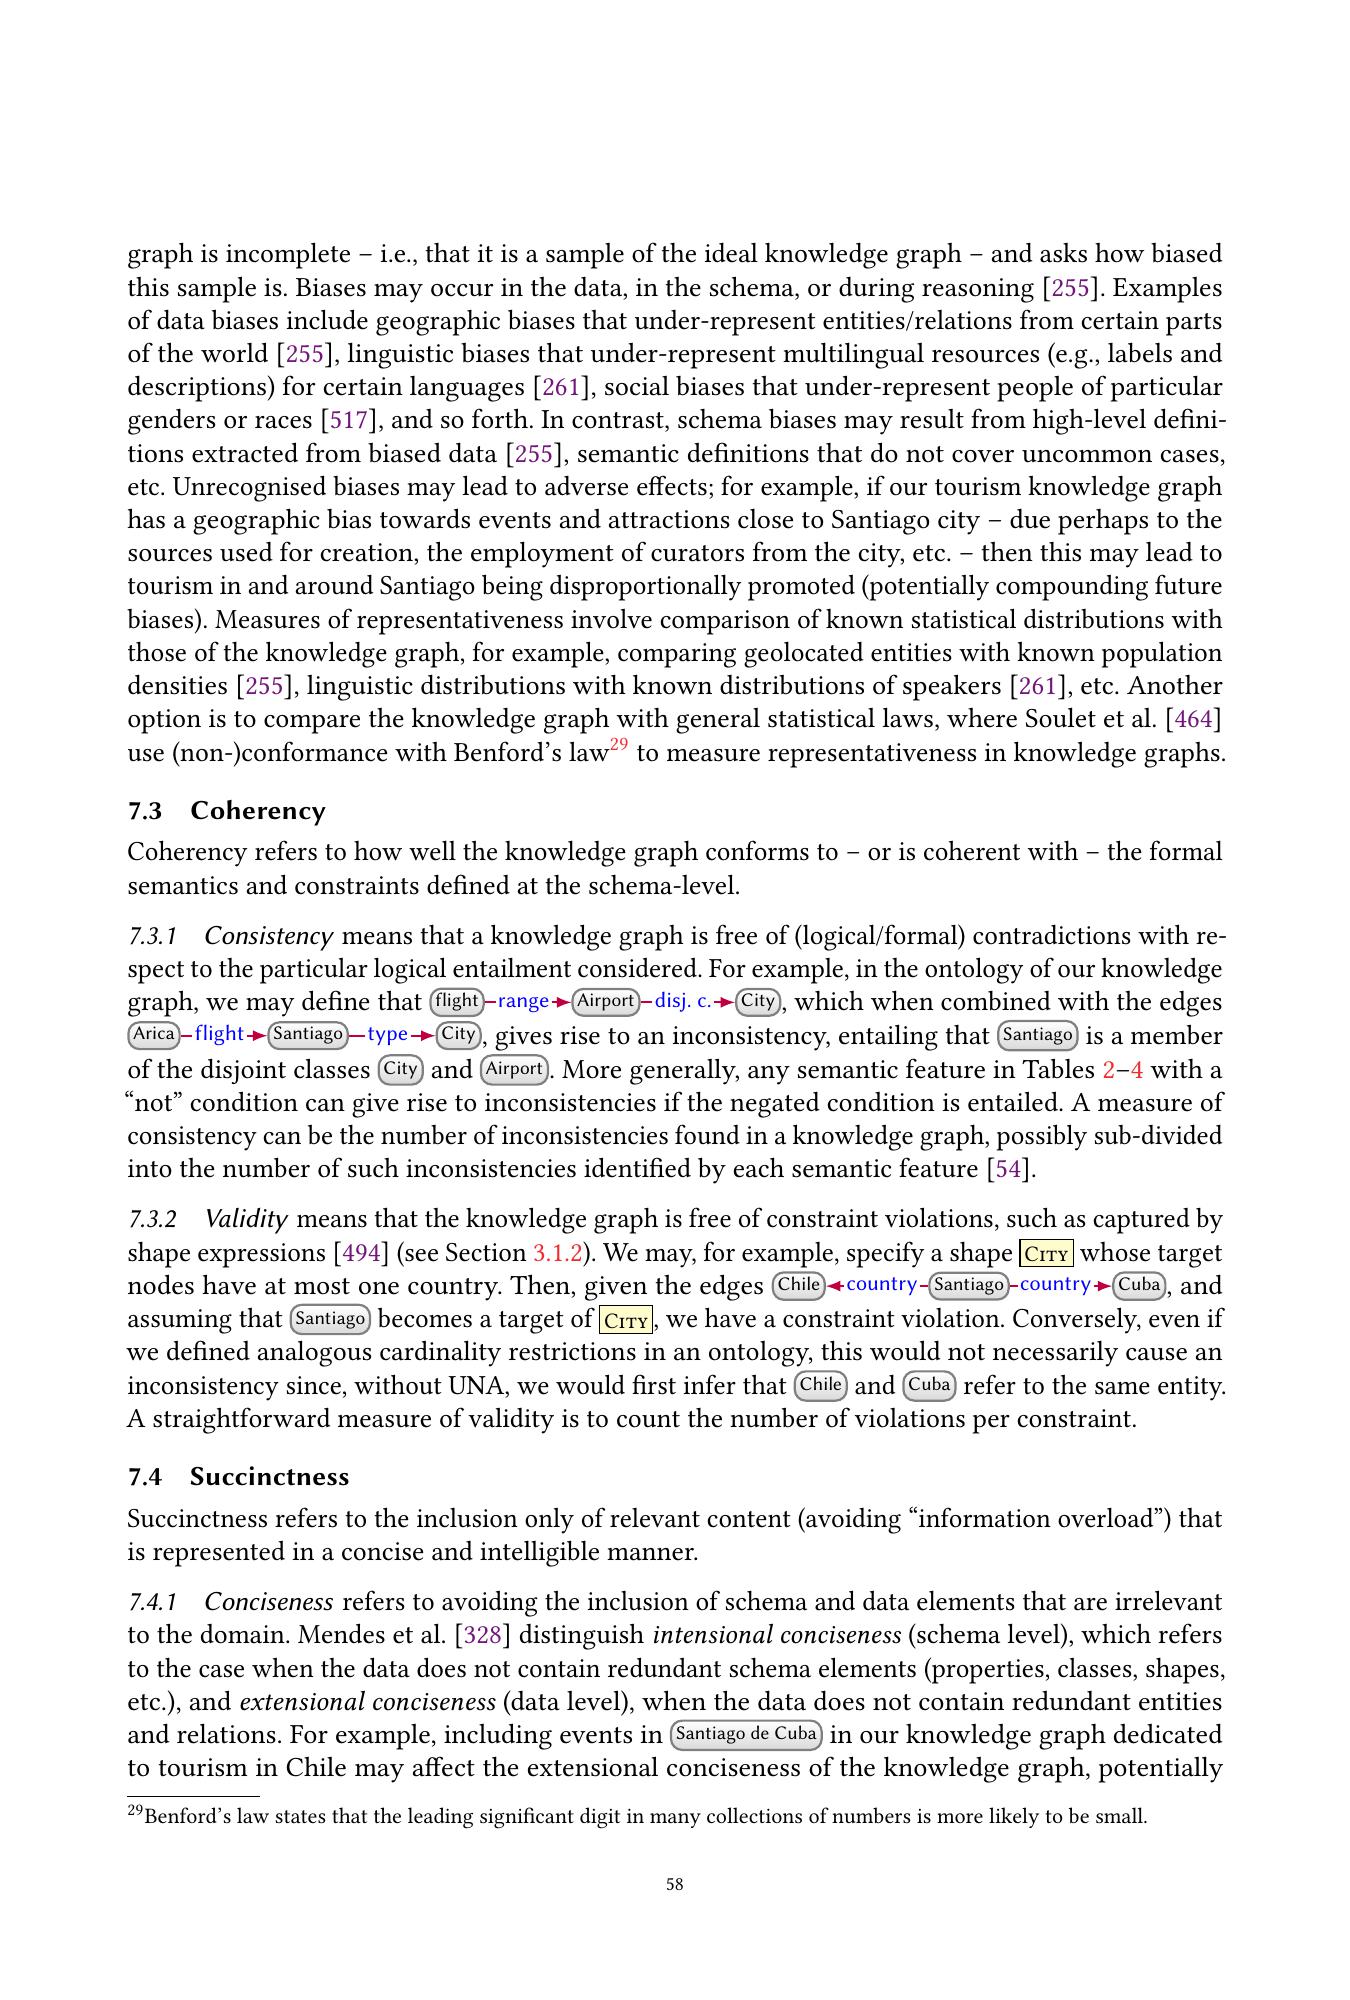 graph is incomplete – i.e., that it is a sample of the ideal knowledge graph – and asks how biased
this sample is. Biases may occur in the data, in the schema, or during reasoning [255]. Examples
of data biases include geographic biases that under-represent entities/relations from certain parts
of the world [255], linguistic biases that under-represent multilingual resources (e.g., labels and
descriptions) for certain languages [261], social biases that under-represent people of particular
genders or races [517], and so forth. In contrast, schema biases may result from high-level defini-
tions extracted from biased data [255], semantic definitions that do not cover uncommon cases,
etc. Unrecognised biases may lead to adverse effects; for example, if our tourism knowledge graph
has a geographic bias towards events and attractions close to Santiago city – due perhaps to the
sources used for creation, the employment of curators from the city, etc. – then this may lead to
tourism in and around Santiago being disproportionally promoted (potentially compounding future
biases). Measures of representativeness involve comparison of known statistical distributions with
those of the knowledge graph, for example, comparing geolocated entities with known population
densities [255], linguistic distributions with known distributions of speakers [261], etc. Another
option is to compare the knowledge graph with general statistical laws, where Soulet et al. [464]
use (non-)conformance with Benford's law29 to measure representativeness in knowledge graphs.
7.3 Coherency
Coherency refers to how well the knowledge graph conforms to – or is coherent with – the formal
semantics and constraints defined at the schema-level.
7.3.1 Consistency means that a knowledge graph is free of (logical/formal) contradictions with re-
spect to the particular logical entailment considered. For example, in the ontology of our knowledge
graph, we may define that flight range Airport disj. c. City, which when combined with the edges
Arica flight Santiago type City, gives rise to an inconsistency, entailing that Santiago is a member
of the disjoint classes City and Airport. More generally, any semantic feature in Tables 2–4 with a
“not” condition can give rise to inconsistencies if the negated condition is entailed. A measure of
consistency can be the number of inconsistencies found in a knowledge graph, possibly sub-divided
into the number of such inconsistencies identified by each semantic feature [54].
7.3.2 Validity means that the knowledge graph is free of constraint violations, such as captured by
shape expressions [494] (see Section 3.1.2). We may, for example, specify a shape City whose target
nodes have at most one country. Then, given the edges Chile country Santiago country Cuba, and
assuming that Santiago becomes a target of City, we have a constraint violation. Conversely, even if
we defined analogous cardinality restrictions in an ontology, this would not necessarily cause an
inconsistency since, without UNA, we would first infer that Chile and Cuba refer to the same entity.
A straightforward measure of validity is to count the number of violations per constraint.
7.4 Succinctness
Succinctness refers to the inclusion only of relevant content (avoiding “information overload”) that
is represented in a concise and intelligible manner.
7.4.1 Conciseness refers to avoiding the inclusion of schema and data elements that are irrelevant
to the domain. Mendes et al. [328] distinguish intensional conciseness (schema level), which refers
to the case when the data does not contain redundant schema elements (properties, classes, shapes,
etc.), and extensional conciseness (data level), when the data does not contain redundant entities
and relations. For example, including events in Santiago de Cuba in our knowledge graph dedicated
to tourism in Chile may affect the extensional conciseness of the knowledge graph, potentially
29Benford's law states that the leading significant digit in many collections of numbers is more likely to be small.
58